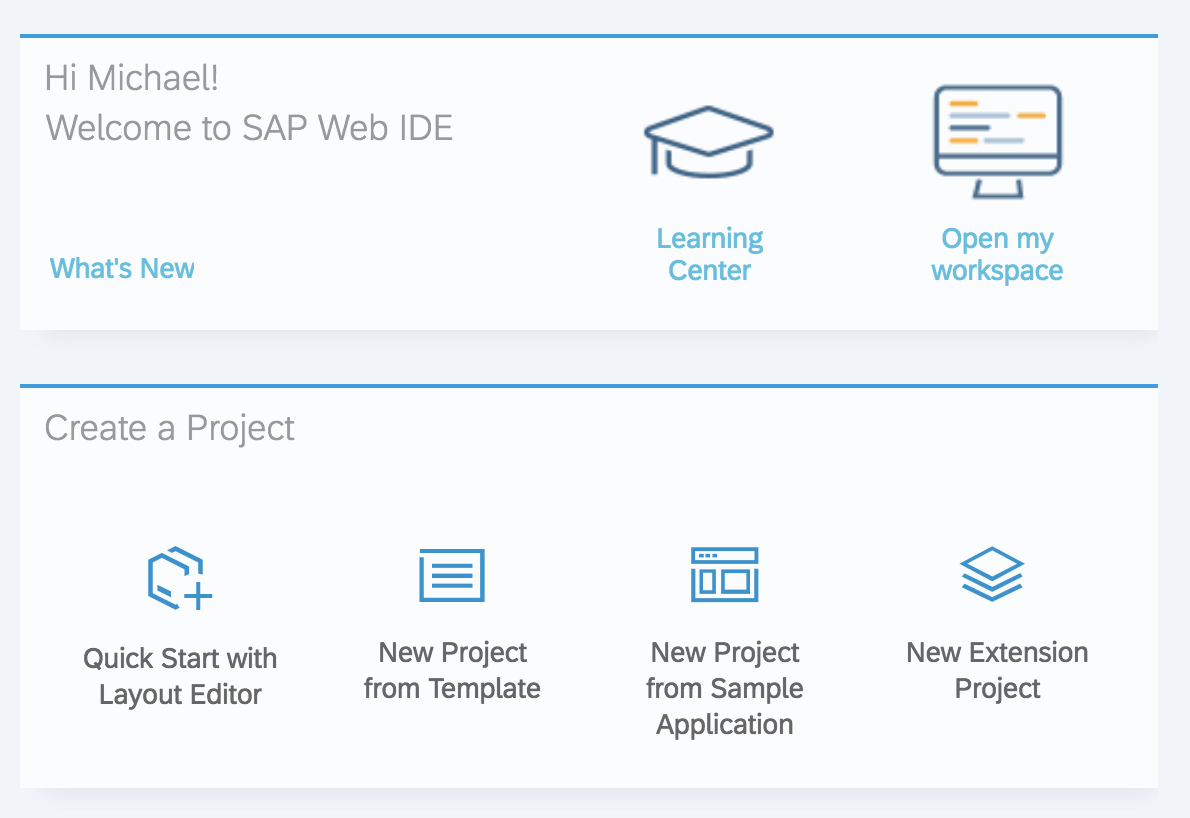 Hi Michael!
Welcome to SAP Web IDE
What's New
Learning
Center
Open my
workspace
Create a Project
Quick Start with
Layout Editor
New Project
from Template
New Project
from Sample
Application
New Extension
Project